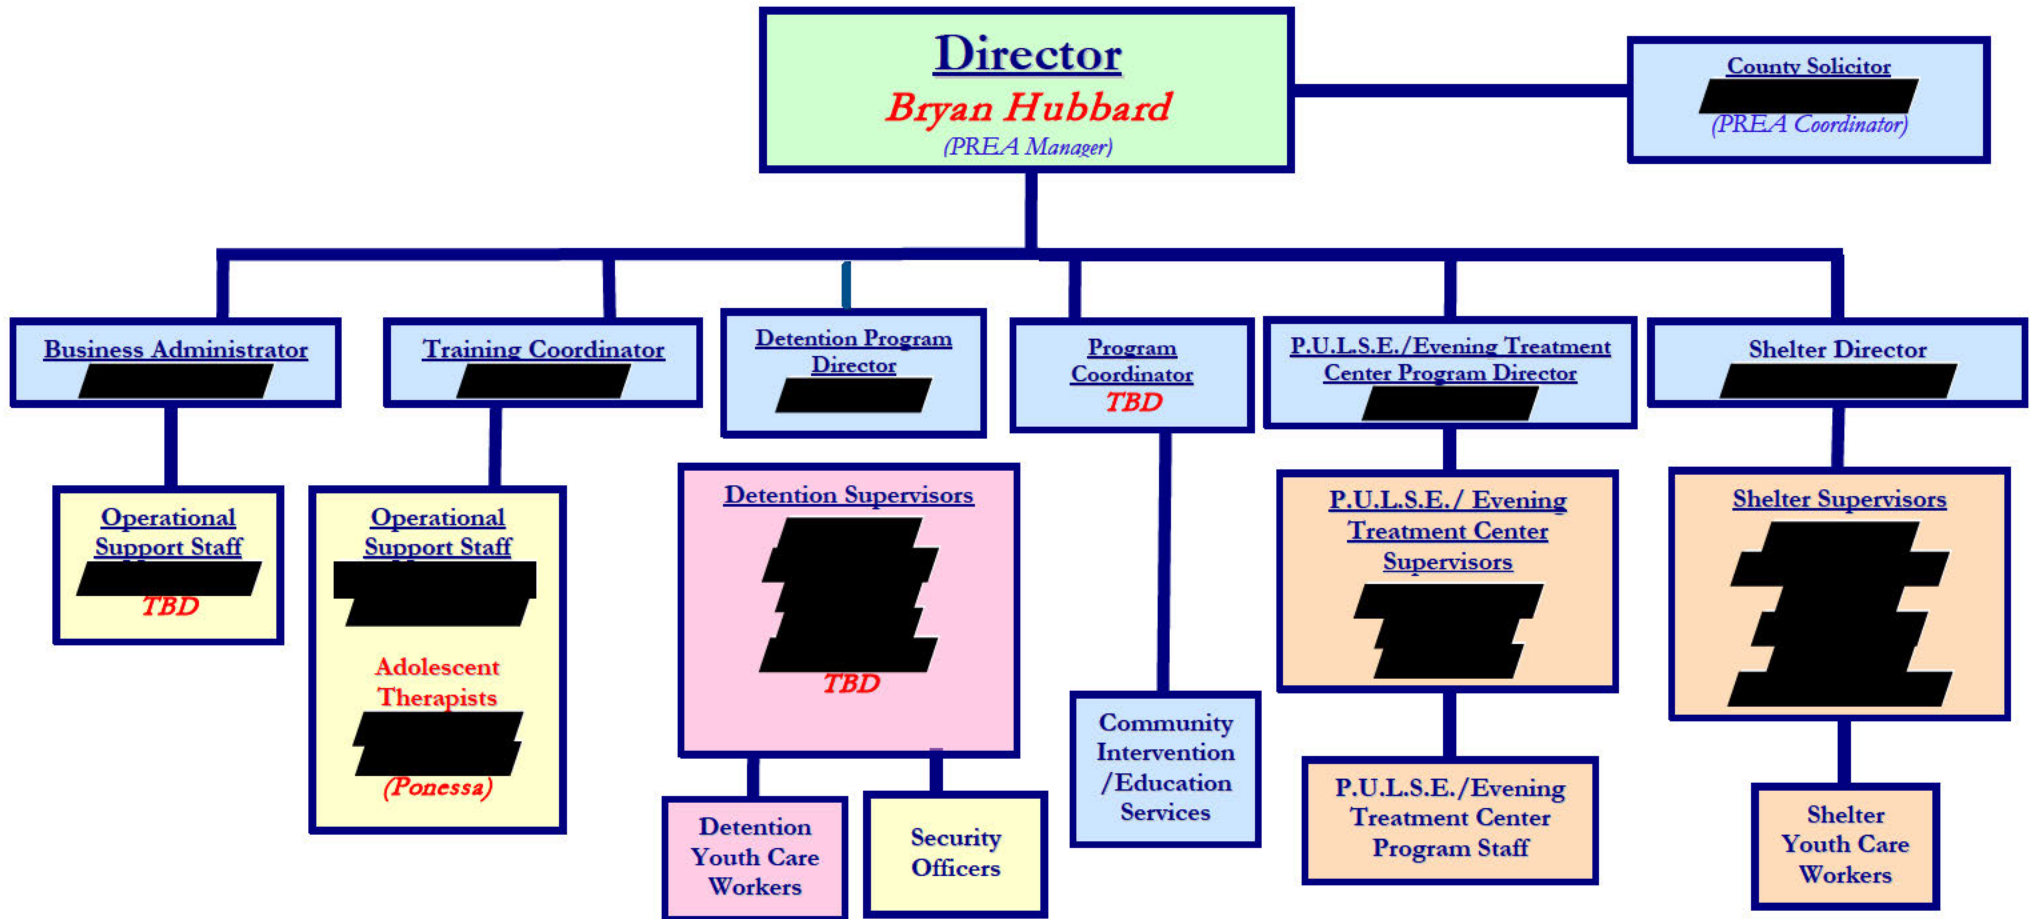 Director
Bryan Hubbard
(PREA Manager)
County Solicitor
(PREA Coordinator)
Business Administrator
Training Coordinator
Detention Program
Director
Program
Coordinator
TBD
P.U.L.S.E./Evening Treatment
Center Program Director
Shelter Director
Operational
Support Staff
TBD
Operational
Support Staff
Adolescent
Therapists
(Ponessa)
Detention Supervisors
TBD
P.U.L.S.E./ Evening
Treatment Center
Supervisors
Shelter Supervisors
Detention
Youth Care
Workers
Security
Officers
Community
Intervention
/Education
Services
P.U.L.S.E./Evening
Treatment Center
Program Staff
Shelter
Youth Care
Workers